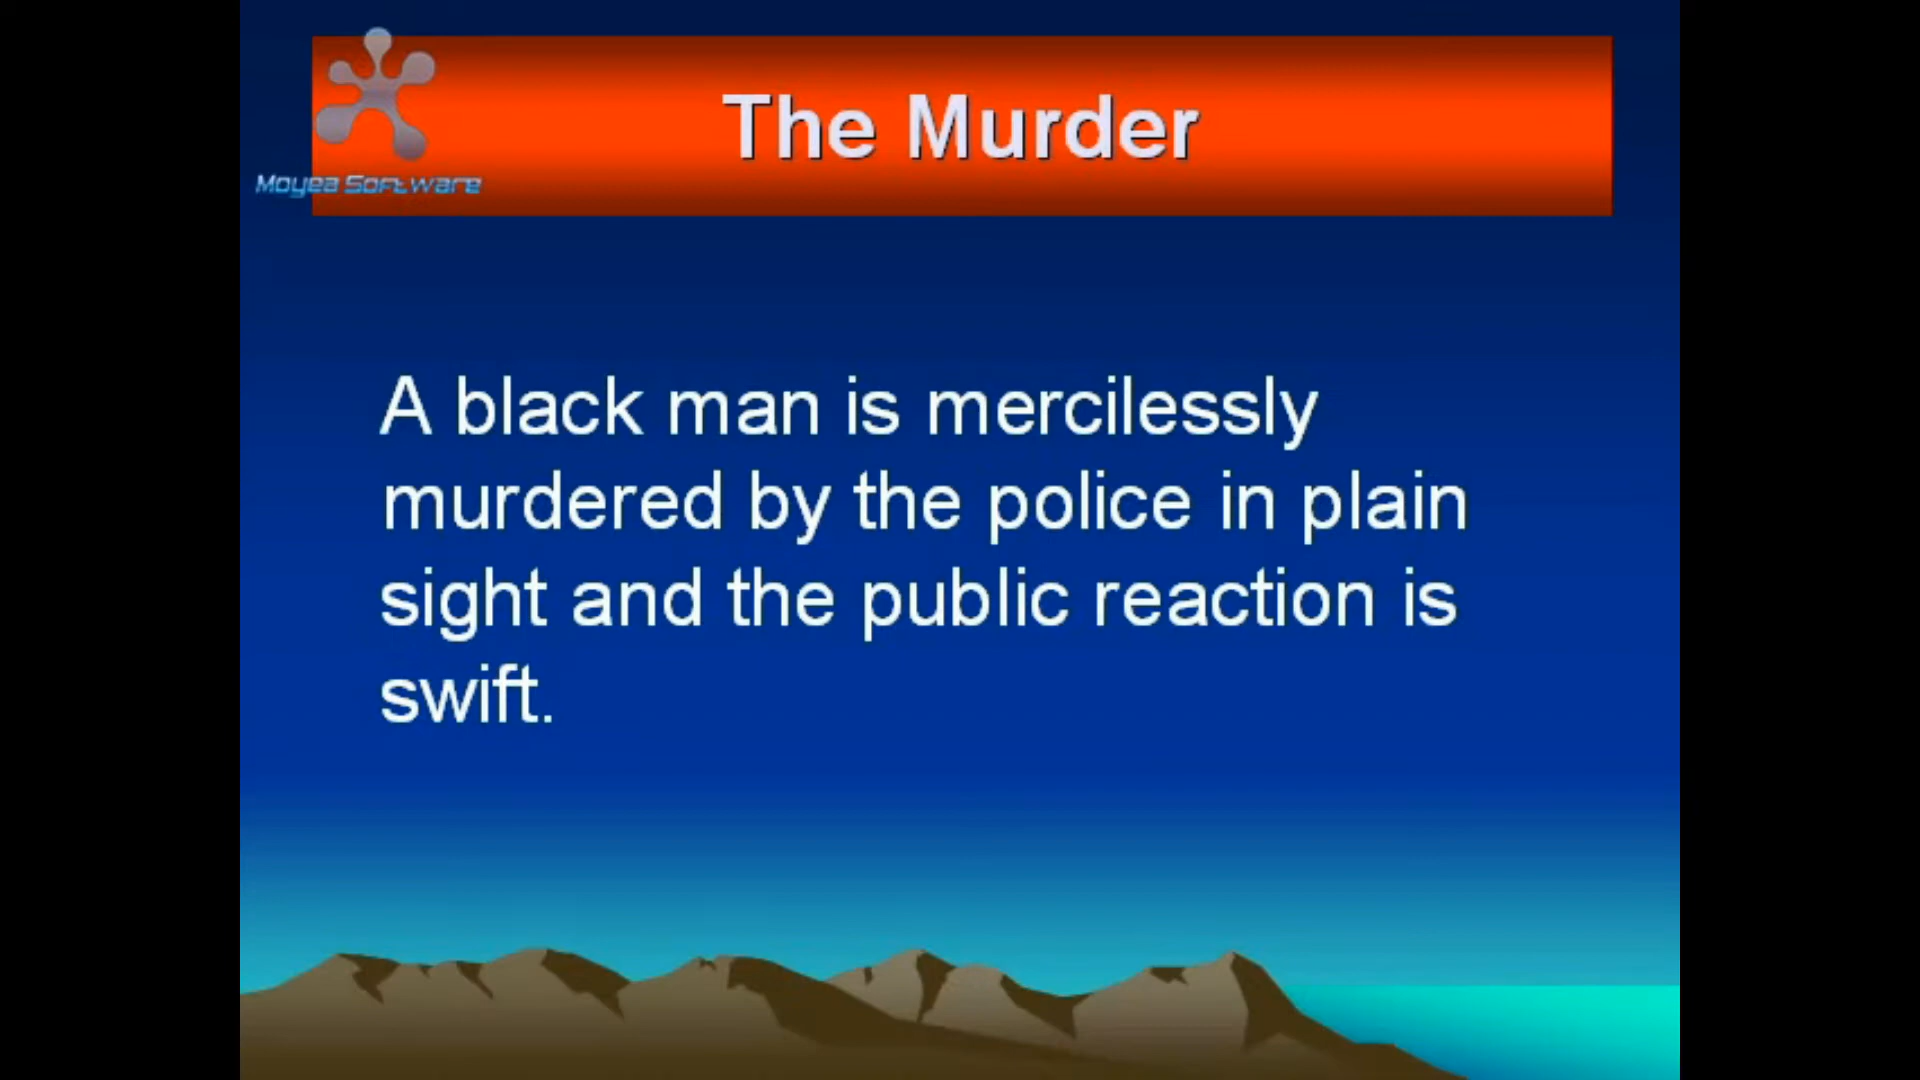 The Murder
Moyea Software
A black man is mercilessly
murdered by the police in plain
sight and the public reaction is
swift.